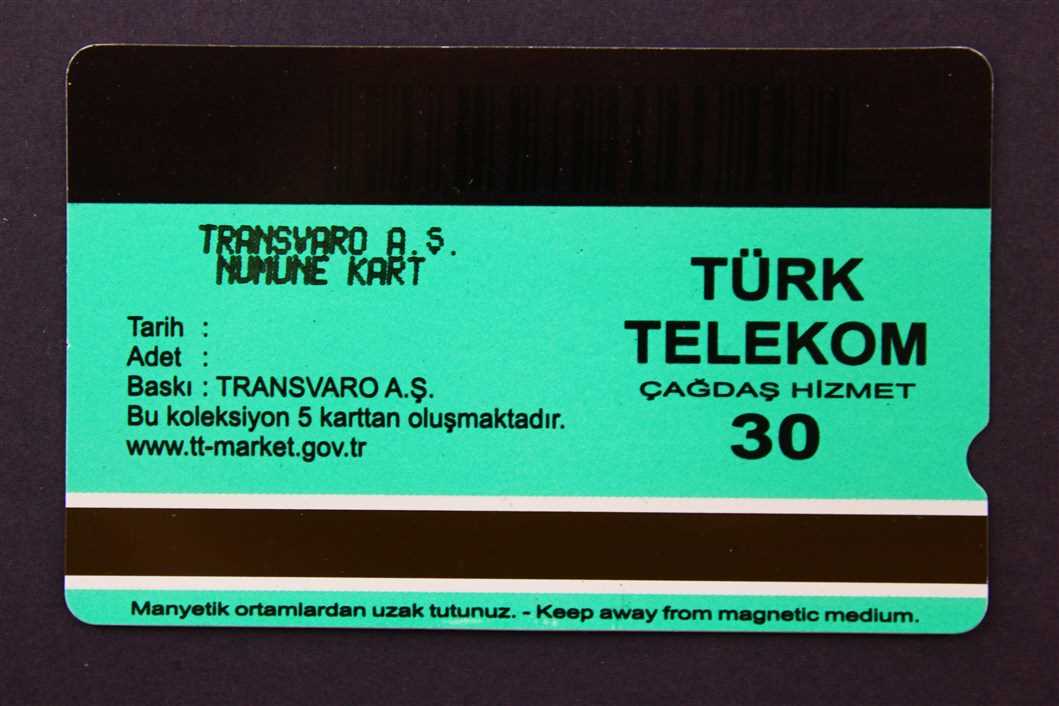 TRANSVARO A.Ş.
NUMUNE KART
Tarih :
Adet :
Baskı : TRANSVARO A.Ş.
Bu koleksiyon 5 karttan oluşmaktadır.
www.tt-market.gov.tr
TÜRK
TELEKOM
ÇAĞDAŞ HİZMET
30
Manyetik ortamlardan uzak tutunuz. - Keep away from magnetic medium.